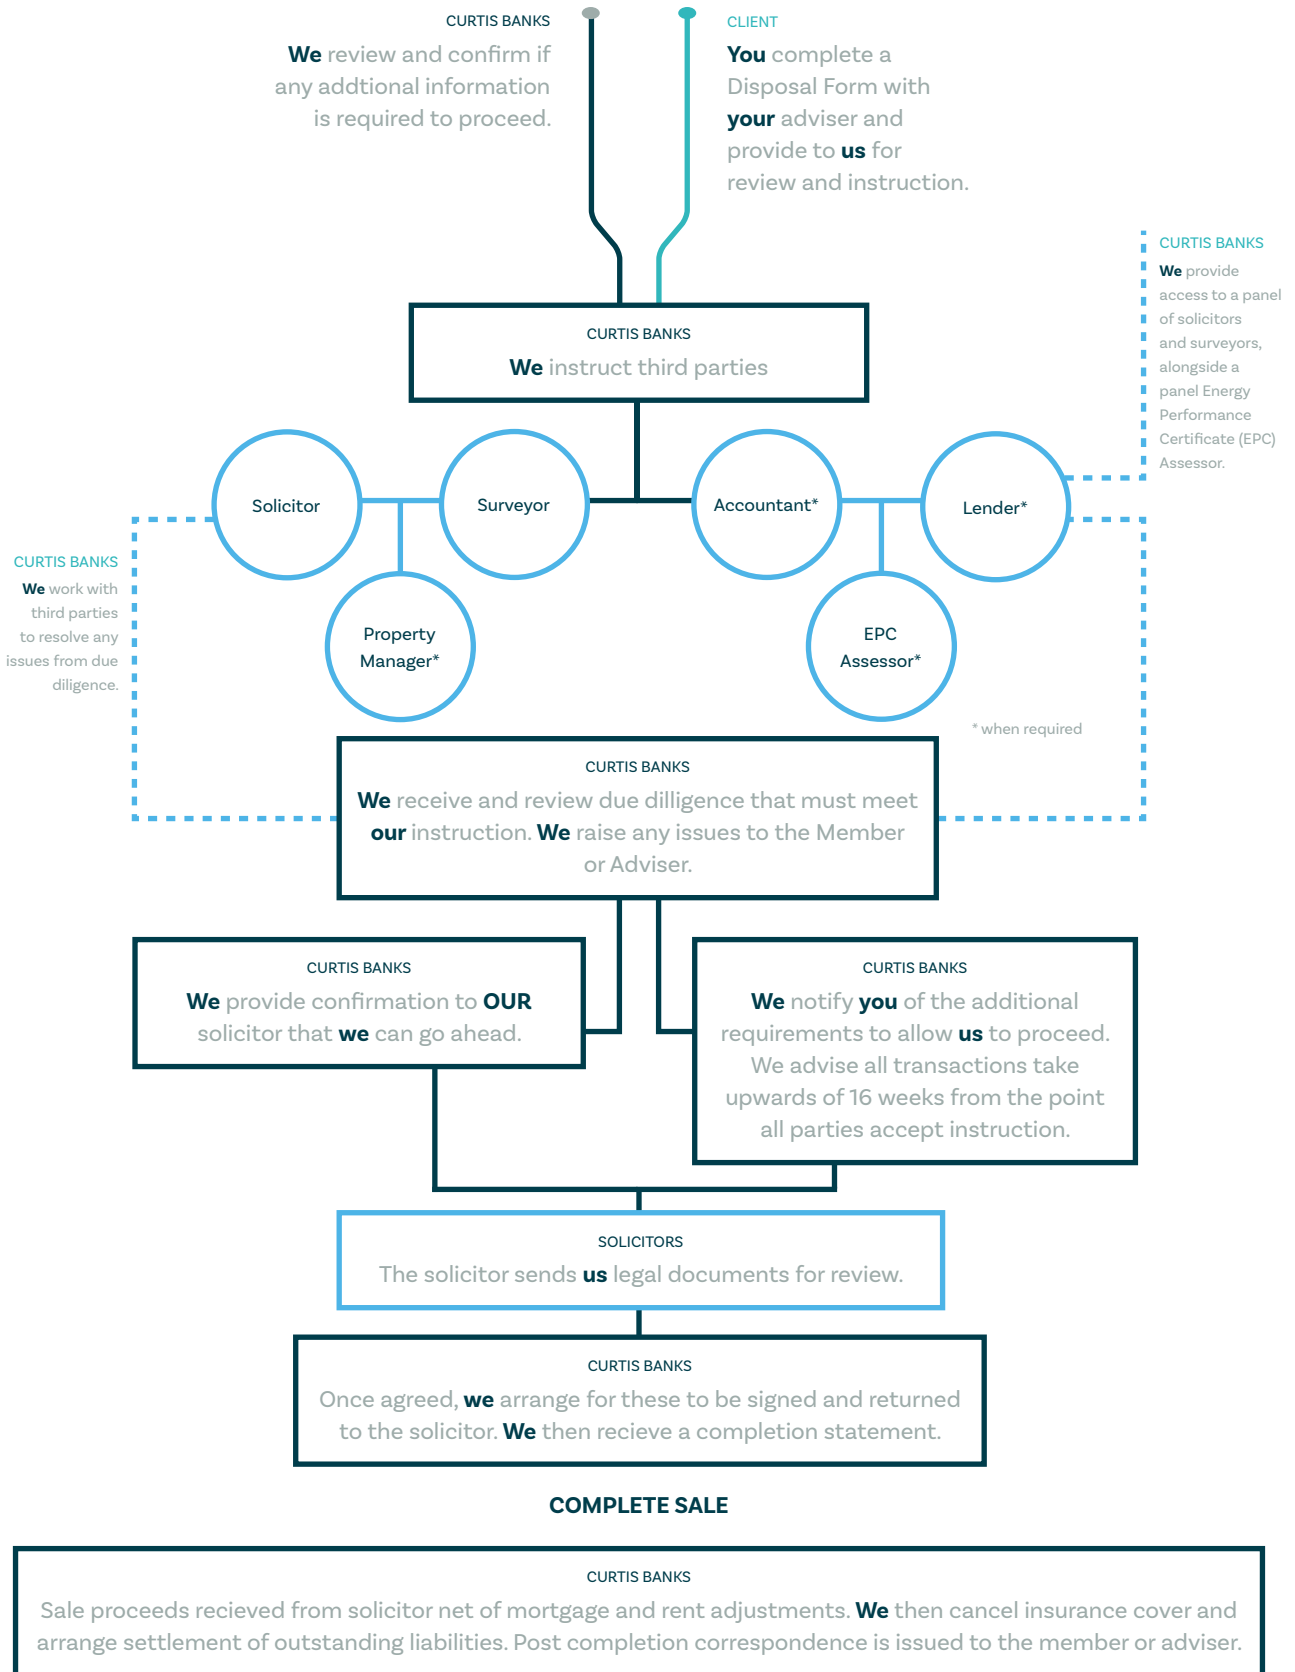 CURTIS BANKS
We review and confirm if
any addtional information
is required to proceed.
CLIENT
You complete a
Disposal Form with
your adviser and
provide to us for
review and instruction.
CURTIS BANKS
We provide
access to a panel
of solicitors
and surveyors,
alongside a
panel Energy
Performance
Certificate (EPC)
Assessor.
CURTIS BANKS
We instruct third parties
Solicitor
Surveyor
Accountant*
Lender*
CURTIS BANKS
We work with
third parties
to resolve any
issues from due
diligence.
Property
Manager*
EPC
Assessor*
* when required
CURTIS BANKS
We receive and review due dilligence that must meet
our instruction. We raise any issues to the Member
or Adviser.
CURTIS BANKS
We provide confirmation to OUR
solicitor that we can go ahead.
CURTIS BANKS
We notify you of the additional
requirements to allow us to proceed.
We advise all transactions take
upwards of 16 weeks from the point
all parties accept instruction.
SOLICITORS
The solicitor sends us legal documents for review.
CURTIS BANKS
Once agreed, we arrange for these to be signed and returned
to the solicitor. We then recieve a completion statement.
COMPLETE SALE
CURTIS BANKS
Sale proceeds recieved from solicitor net of mortgage and rent adjustments. We then cancel insurance cover and
arrange settlement of outstanding liabilities. Post completion correspondence is issued to the member or adviser.